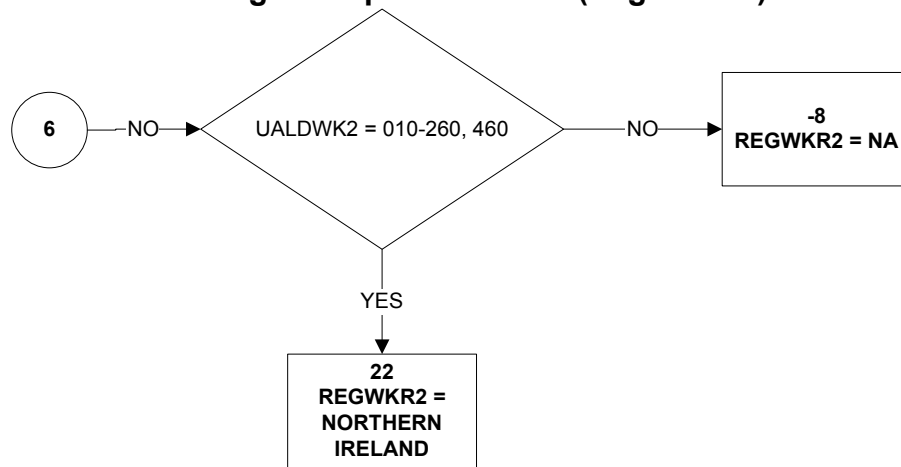 6
NO
UALDWK2 = 010-260, 460
NO
-8
REGWKR2 = NA
YES
22
REGWKR2 =
NORTHERN
IRELAND